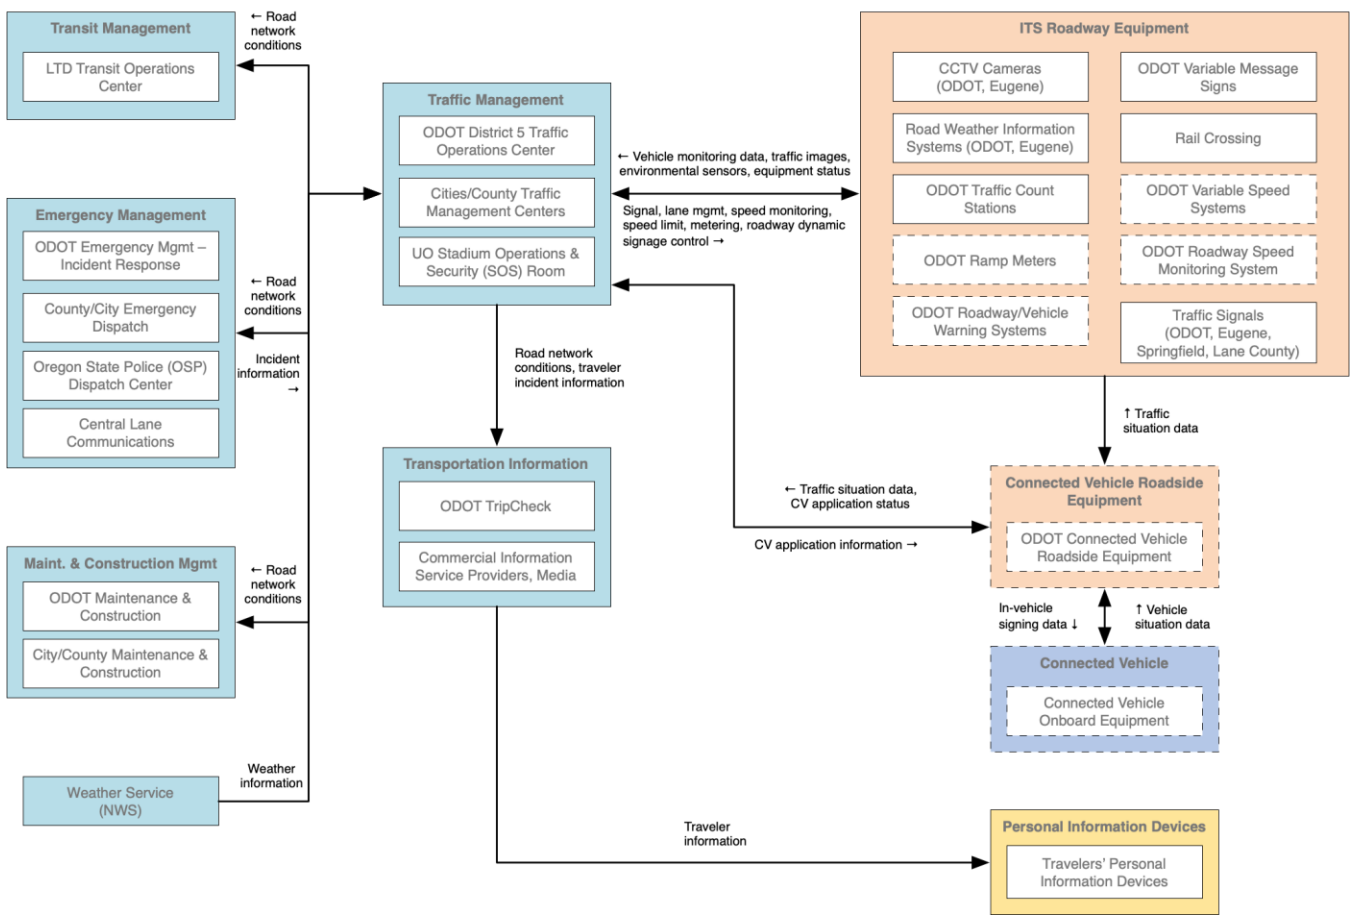 Transit Management
LTD Transit Operations
Center
← Road
network
conditions
Emergency Management
ODOT Emergency Mgmt –
Incident Response
County/City Emergency
Dispatch
Oregon State Police (OSP)
Dispatch Center
Central Lane
Communications
← Road
network
conditions
Incident
information
→
Maint. & Construction Mgmt
ODOT Maintenance &
Construction
City/County Maintenance &
Construction
← Road
network
conditions
Weather Service
(NWS)
Weather
information
Traffic Management
ODOT District 5 Traffic
Operations Center
Cities/County Traffic
Management Centers
UO Stadium Operations &
Security (SOS) Room
← Vehicle monitoring data, traffic images,
environmental sensors, equipment status
Signal, lane mgmt, speed monitoring,
speed limit, metering, roadway dynamic
signage control →
Road network
conditions, traveler
incident information
Transportation Information
ODOT TripCheck
Commercial Information
Service Providers, Media
ITS Roadway Equipment
CCTV Cameras
(ODOT, Eugene)
ODOT Variable Message
Signs
Road Weather Information
Systems (ODOT, Eugene)
Rail Crossing
ODOT Traffic Count
Stations
ODOT Variable Speed
Systems
ODOT Ramp Meters
ODOT Roadway Speed
Monitoring System
ODOT Roadway/Vehicle
Warning Systems
Traffic Signals
(ODOT, Eugene,
Springfield, Lane County)
↑ Traffic
situation data
← Traffic situation data,
CV application status
CV application information →
Connected Vehicle Roadside
Equipment
ODOT Connected Vehicle
Roadside Equipment
In-vehicle
signing data ↓
↑ Vehicle
situation data
Connected Vehicle
Connected Vehicle
Onboard Equipment
Traveler
information
Personal Information Devices
Travelers' Personal
Information Devices